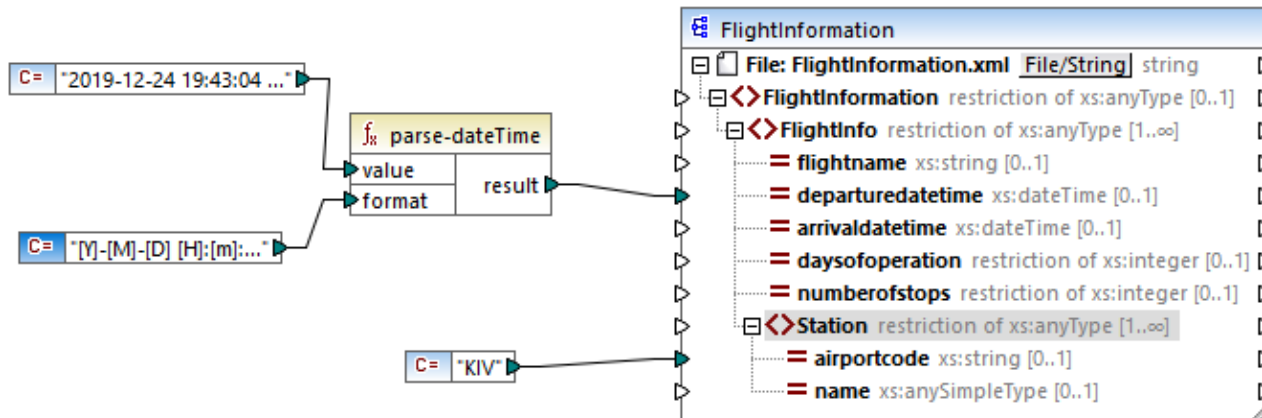 FlightInformation
File: FlightInformation.xml File/String string
C= "2019-12-24 19:43:04 ..."
FlightInformation restriction of xs:anyType [0..1]
fx parse-dateTime
FlightInfo restriction of xs:anyType [1..∞]
value
result
format
flightname xs:string [0..1]
departuredatetime xs:dateTime [0..1]
arrivaldatetime xs:dateTime [0..1]
C= "[Y]-[M]-[D] [H]:[m]:..."
daysofoperation restriction of xs:integer [0..1]
numberofstops restriction of xs:integer [0..1]
Station restriction of xs:anyType [1..∞]
C= "KIV"
airportcode xs:string [0..1]
name xs:anySimpleType [0..1]